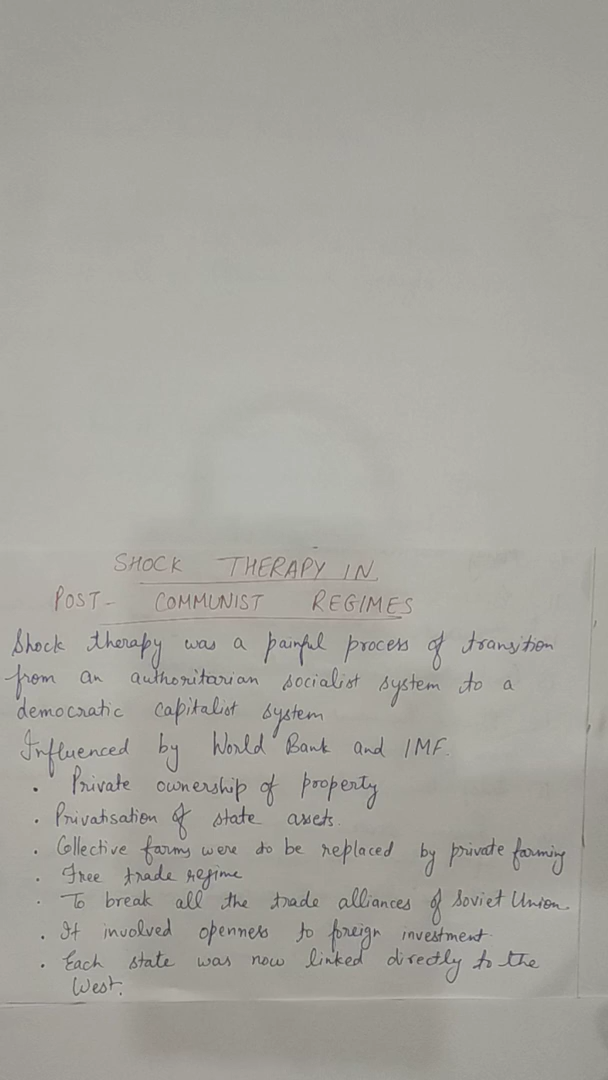 SHOCK THERAPY IN
POST- COMMUNIST REGIMES
Shock therapy was a painful process of transition
from an authoritarian socialist system to a
democratic capitalist system
Influenced by World Bank and IMF.
• Private ownership of property
• Privatisation of state assets.
• Collective farms were to be replaced by private farming
• Free trade regime
• To break all the trade alliances of Soviet Union
• It involved openness to foreign investment
• Each state was now linked directly to the
West.